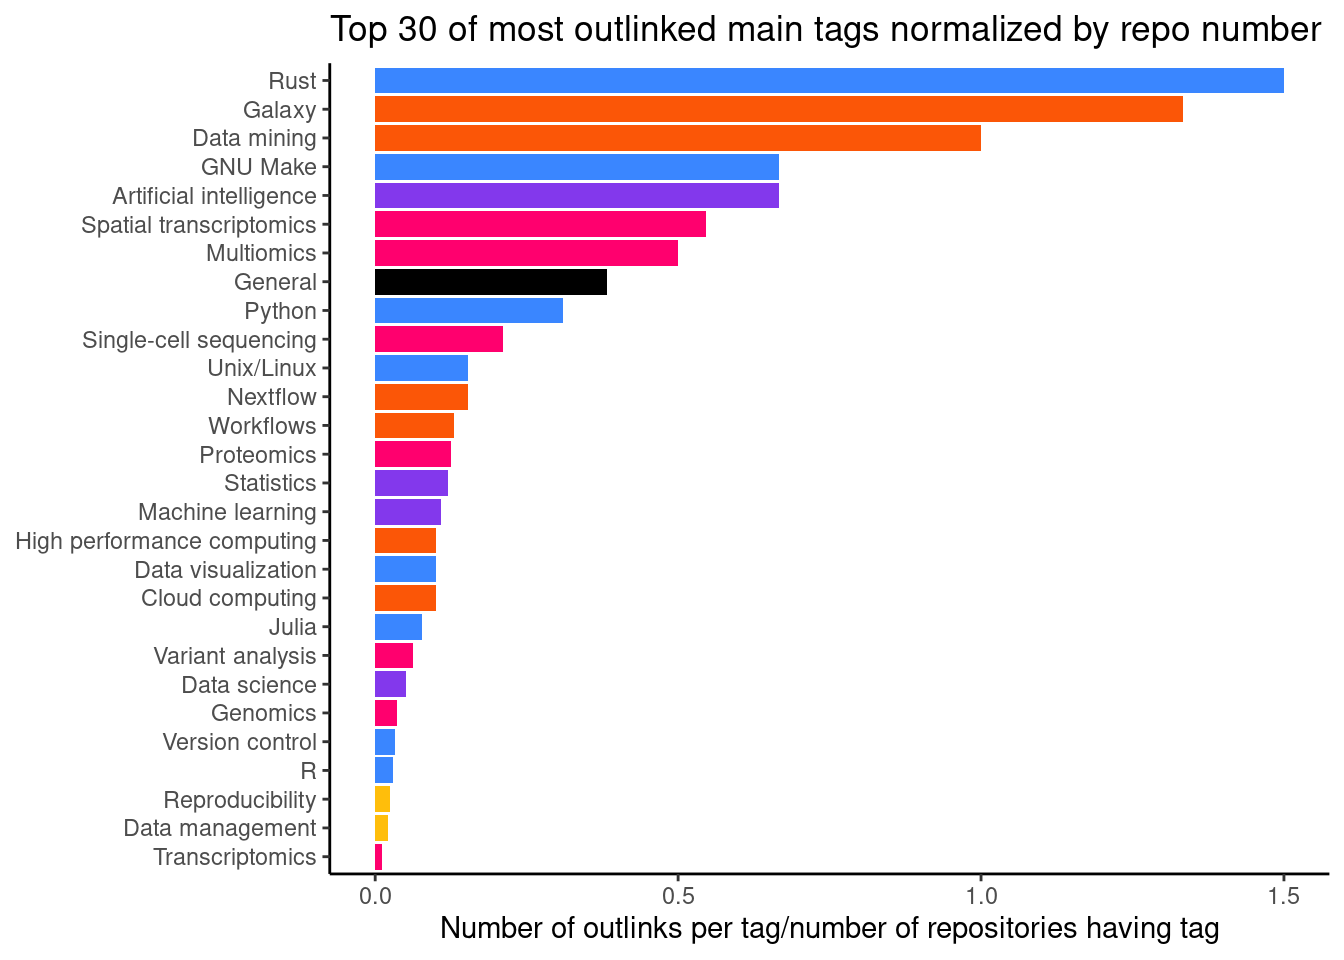 Top 30 of most outlinked main tags normalized by repo number
Rust
Galaxy
Data mining
GNU Make
Artificial intelligence
Spatial transcriptomics
Multiomics
General
Python
Single-cell sequencing
Unix/Linux
Nextflow
Workflows
Proteomics
Statistics
Machine learning
High performance computing
Data visualization
Cloud computing
Julia
Variant analysis
Data science
Genomics
Version control
R
Reproducibility
Data management
Transcriptomics
0.0 0.5 1.0 1.5
Number of outlinks per tag/number of repositories having tag